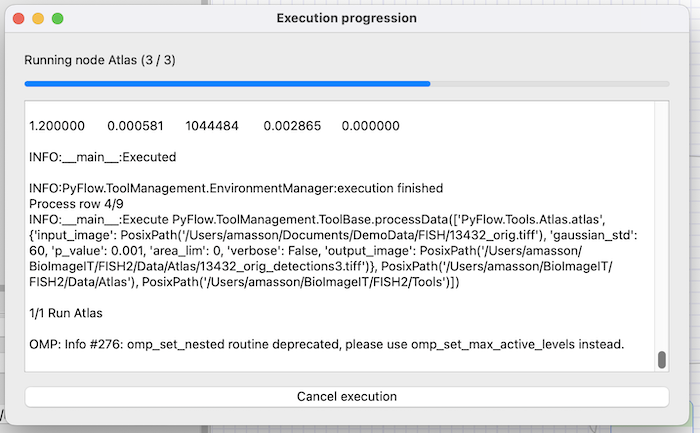 Execution progression
Running node Atlas (3 / 3)
1.200000 0.000581 1044484 0.002865 0.000000
INFO:__main__:Executed
INFO:PyFlow.ToolManagement.EnvironmentManager:execution finished
Process row 4/9
INFO:__main__:Execute PyFlow.ToolManagement.ToolBase.processData(['PyFlow.Tools.Atlas.atlas',
{'input_image': PosixPath('/Users/amasson/Documents/DemoData/FISH/13432_orig.tiff'), 'gaussian_std':
60, 'p_value': 0.001, 'area_lim': 0, 'verbose': False, 'output_image': PosixPath('/Users/amasson/
BioImageIT/FISH2/Data/Atlas/13432_orig_detections3.tiff')}, PosixPath('/Users/amasson/BioImageIT/
FISH2/Data/Atlas'), PosixPath('/Users/amasson/BioImageIT/FISH2/Tools')])
1/1 Run Atlas
OMP: Info #276: omp_set_nested routine deprecated, please use omp_set_max_active_levels instead.
Cancel execution